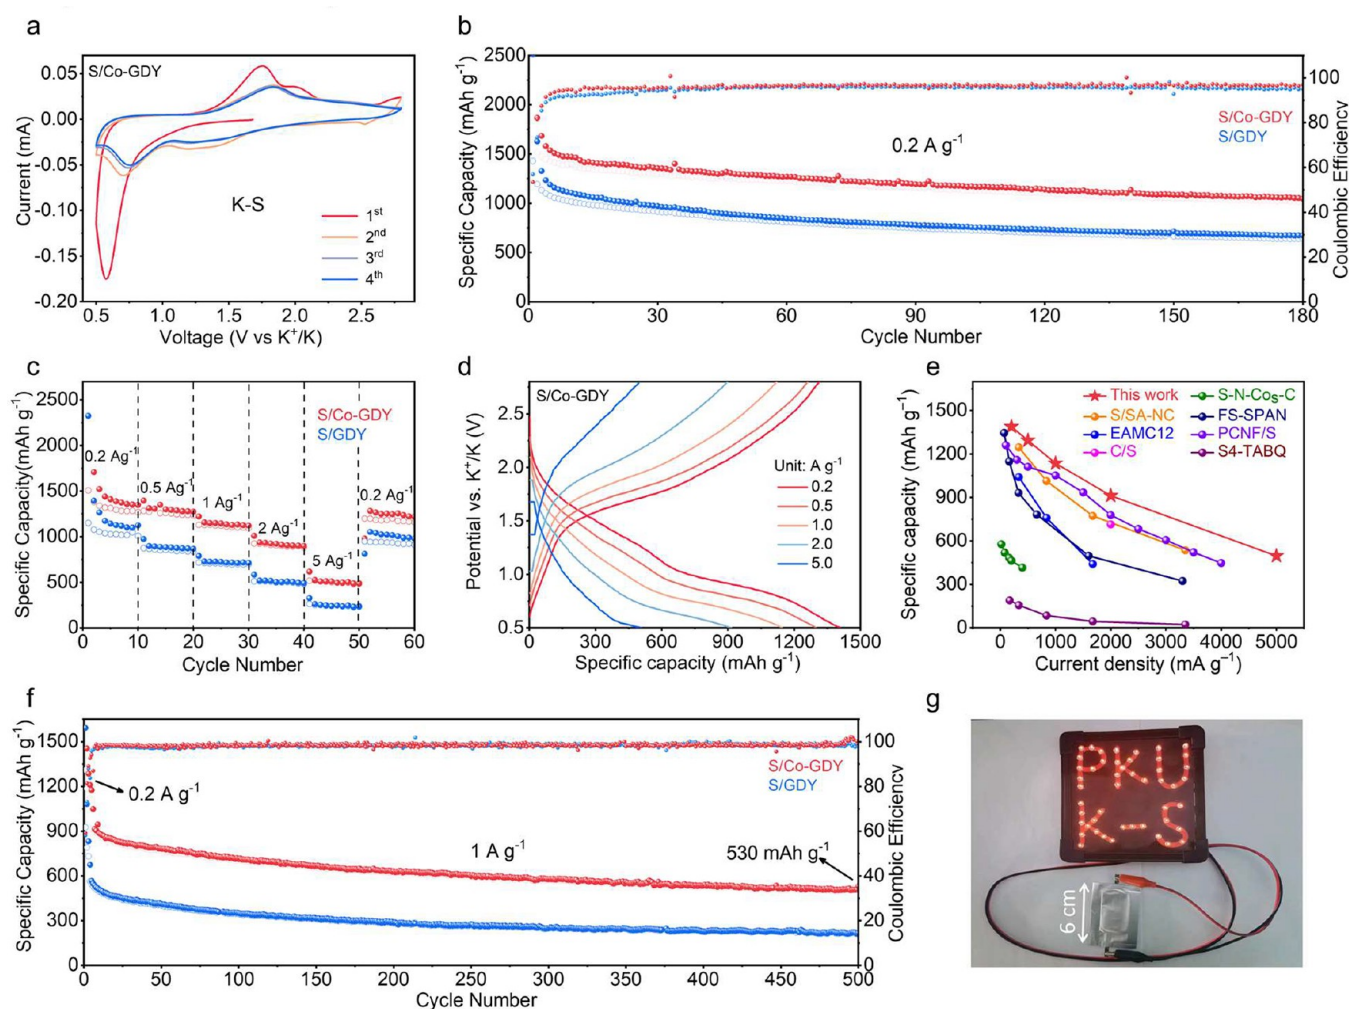 a
S/Co-GDY
K-S
1st
2nd
3rd
4th
0.05
0.00
-0.05
-0.10
-0.15
-0.20
Current (mA)
0.5 1.0 1.5 2.0 2.5
Voltage (V vs K⁺/K)
b
2500
2000
1500
1000
500
0
Specific Capacity (mAh g⁻¹)
S/Co-GDY
S/GDY
0.2 A g⁻¹
100
80
60
40
20
0
Coulombic Efficiency
0 30 60 90 120 150 180
Cycle Number
c
2500
2000
1500
1000
500
0
Specific Capacity(mAh g⁻¹)
S/Co-GDY
S/GDY
0.2 Ag⁻¹
0.5 Ag⁻¹
1 Ag⁻¹
2 Ag⁻¹
5 Ag⁻¹
0.2 Ag⁻¹
0 10 20 30 40 50 60
Cycle Number
d
S/Co-GDY
2.5
2.0
1.5
1.0
0.5
Potential vs. K⁺/K (V)
Unit: A g⁻¹
0.2
0.5
1.0
2.0
5.0
0 300 600 900 1200 1500
Specific capacity (mAh g⁻¹)
e
This work
S/SA-NC
EAMC12
C/S
S-N-Coₛ-C
FS-SPAN
PCNF/S
S4-TABQ
1500
1200
900
600
300
0
Specific capacity (mAh g⁻¹)
0 1000 2000 3000 4000 5000
Current density (mA g⁻¹)
f
1500
1200
900
600
300
0
Specific Capacity (mAh g⁻¹)
0.2 A g⁻¹
1 A g⁻¹
S/Co-GDY
S/GDY
530 mAh g⁻¹
100
80
60
40
20
0
Coulombic Efficiency
0 50 100 150 200 250 300 350 400 450 500
Cycle Number
g
PKU
K-S
6 cm